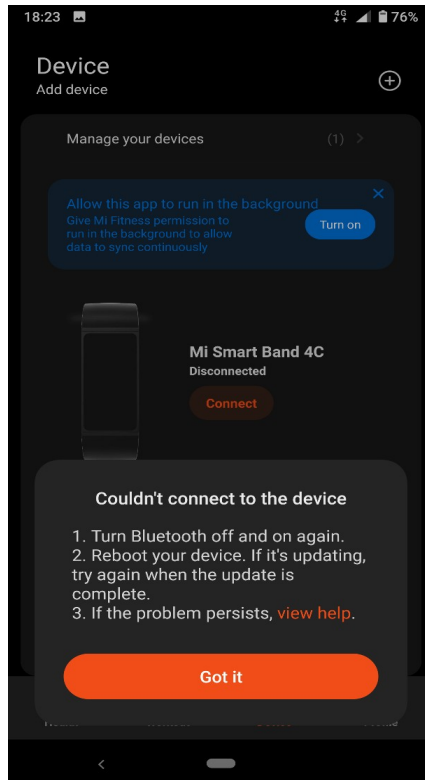 18:23
4G
76%
Device
Add device
Manage your devices
(1)
Allow this app to run in the background
Give Mi Fitness permission to
run in the background to allow
data to sync continuously
Turn on
Mi Smart Band 4C
Disconnected
Connect
Couldn't connect to the device
1. Turn Bluetooth off and on again.
2. Reboot your device. If it's updating,
try again when the update is
complete.
3. If the problem persists, view help.
Got it